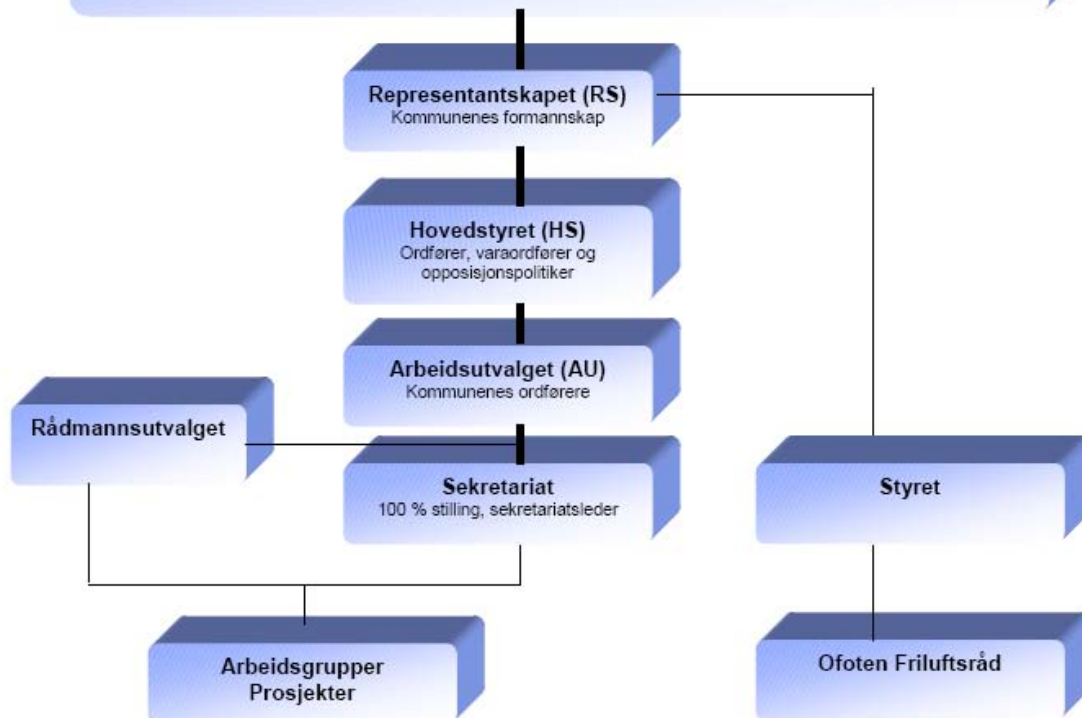 Representantskapet (RS)
Kommunenes formannskap
Hovedstyret (HS)
Ordfører, varaordfører og
opposisjonspolitiker
Arbeidsutvalget (AU)
Kommunenes ordførere
Rådmannsutvalget
Sekretariat
100 % stilling, sekretariatsleder
Styret
Arbeidsgrupper
Prosjekter
Ofoten Friluftsråd